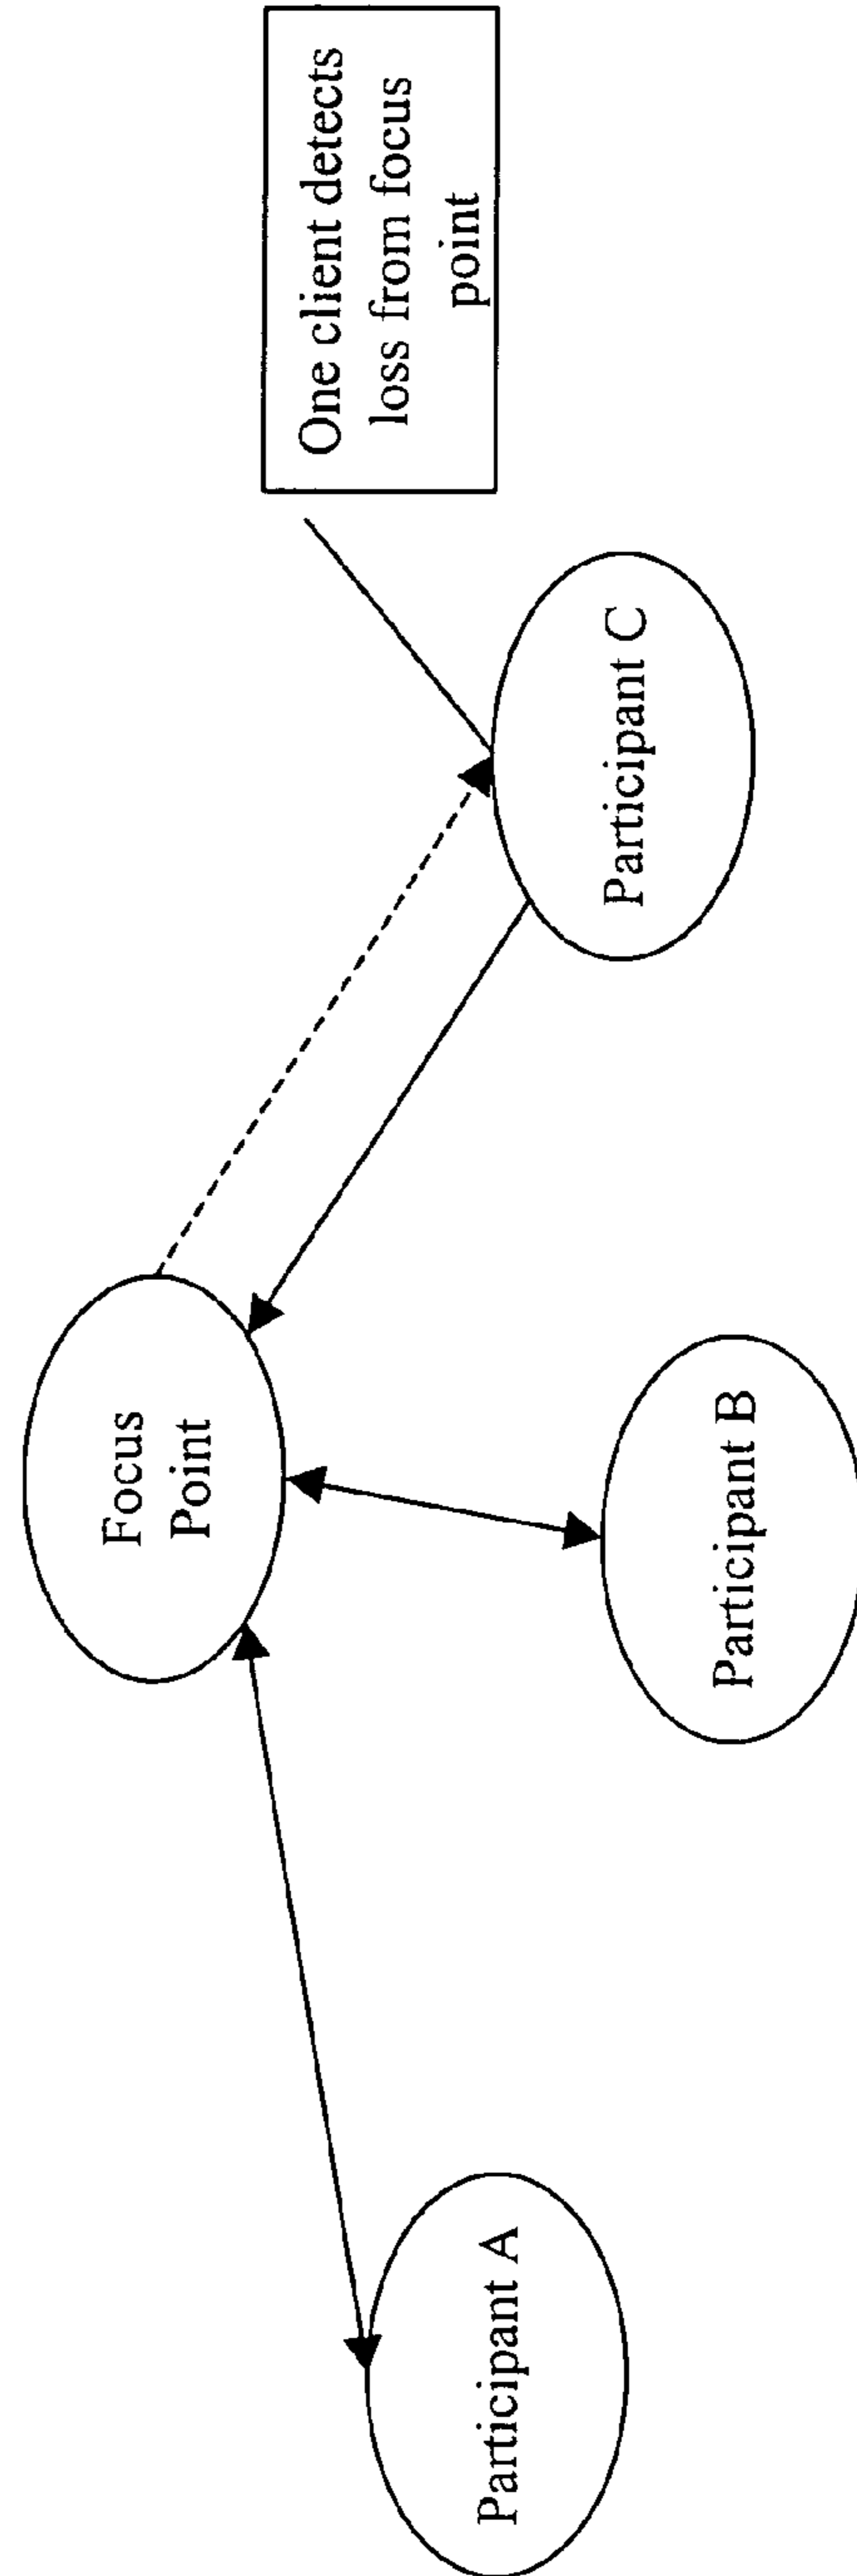 Focus
Point
One client detects
loss from focus
point
Participant A
Participant B
Participant C